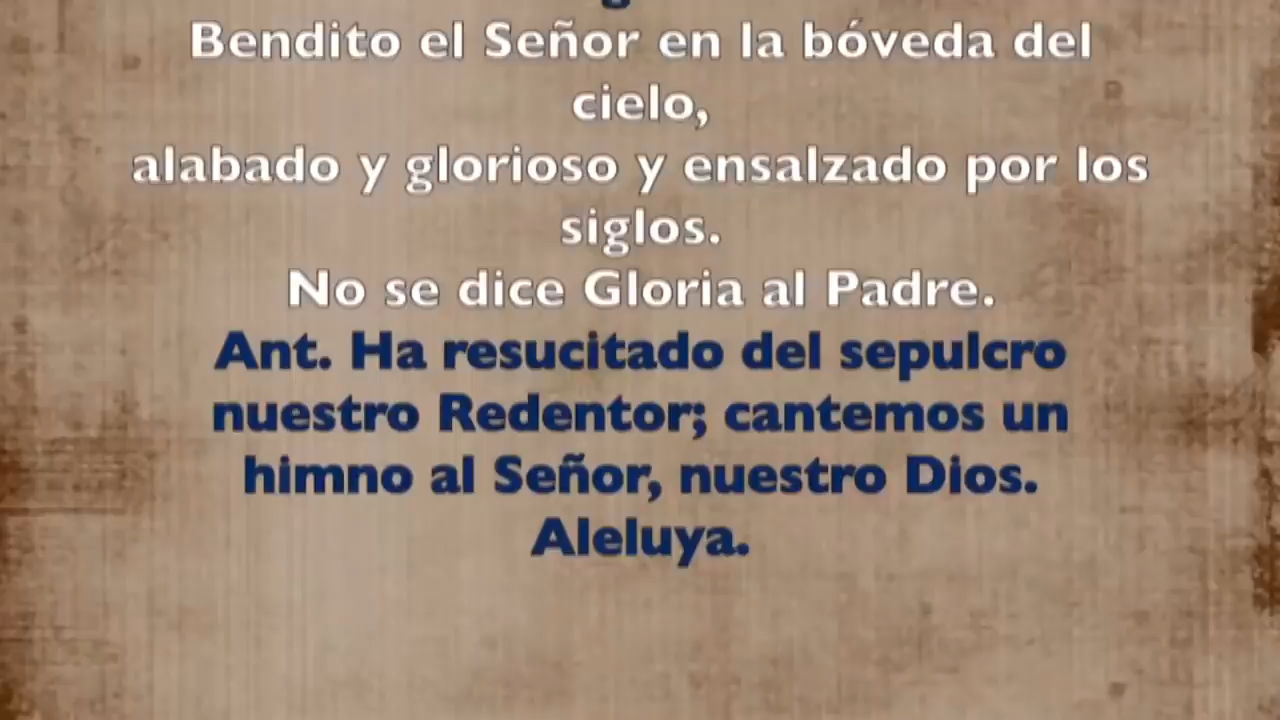 Bendito el Señor en la bóveda del
cielo,
alabado y glorioso y ensalzado por los
siglos.
No se dice Gloria al Padre.
Ant. Ha resucitado del sepulcro
nuestro Redentor; cantemos un
himno al Señor, nuestro Dios.
Aleluya.